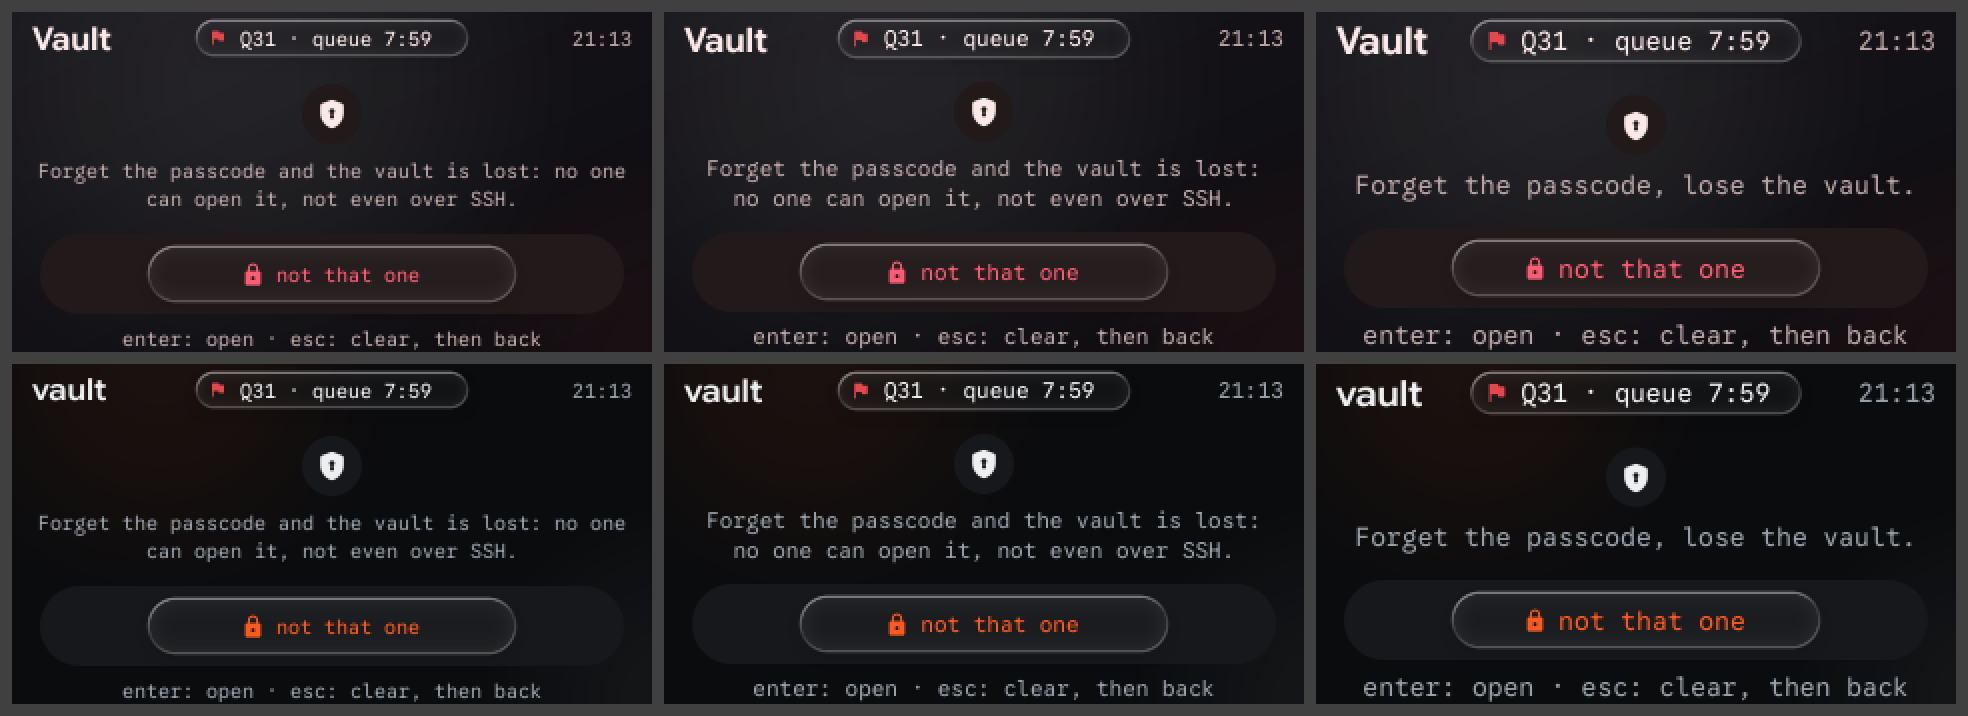 Vault
Q31 · queue 7:59
21:13
Forget the passcode and the vault is lost: no one
can open it, not even over SSH.
not that one
enter: open · esc: clear, then back
Vault
Q31 · queue 7:59
21:13
Forget the passcode and the vault is lost:
no one can open it, not even over SSH.
not that one
enter: open · esc: clear, then back
Vault
Q31 · queue 7:59
21:13
Forget the passcode, lose the vault.
not that one
enter: open · esc: clear, then back
vault
Q31 · queue 7:59
21:13
Forget the passcode and the vault is lost: no one
can open it, not even over SSH.
not that one
enter: open · esc: clear, then back
vault
Q31 · queue 7:59
21:13
Forget the passcode and the vault is lost:
no one can open it, not even over SSH.
not that one
enter: open · esc: clear, then back
vault
Q31 · queue 7:59
21:13
Forget the passcode, lose the vault.
not that one
enter: open · esc: clear, then back